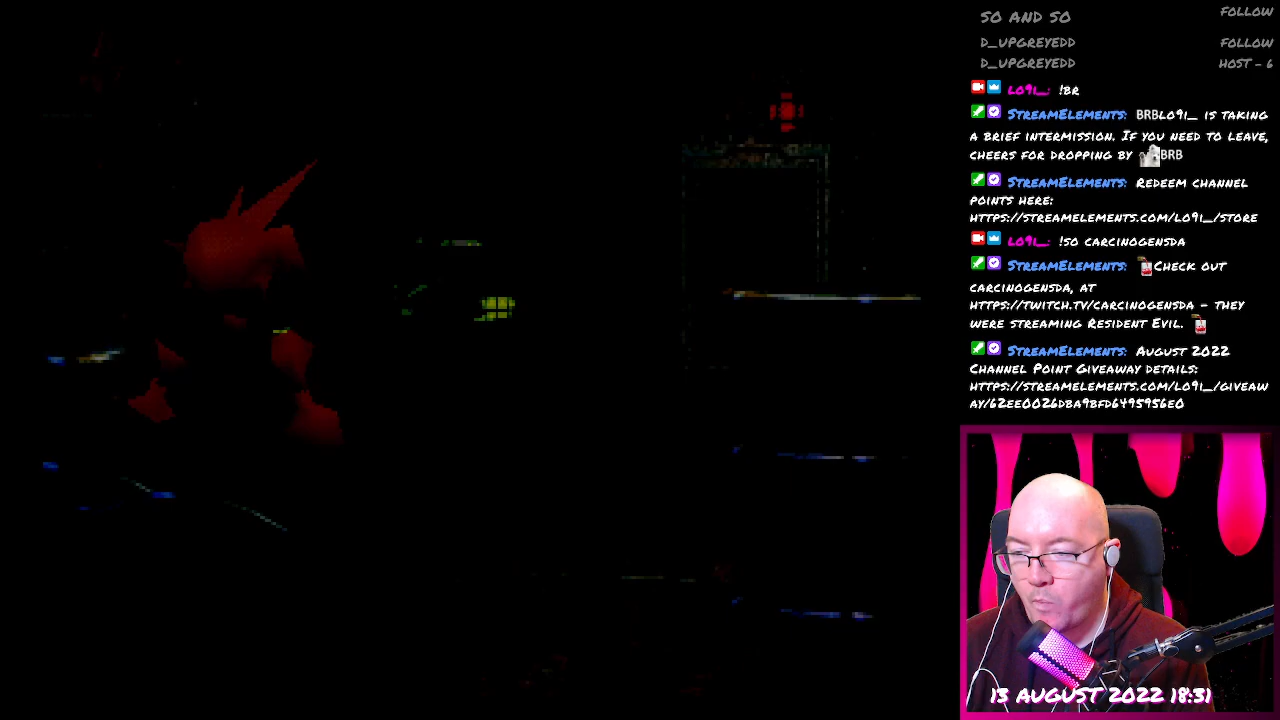 SO AND SO FOLLOW
D_UPGREYEDD FOLLOW
D_UPGREYEDD HOST - 6
LO9I_: !BR
STREAMELEMENTS: BRBLO9I_ IS TAKING
A BRIEF INTERMISSION. IF YOU NEED TO LEAVE,
CHEERS FOR DROPPING BY BRB
STREAMELEMENTS: REDEEM CHANNEL
POINTS HERE:
HTTPS://STREAMELEMENTS.COM/LO9I_/STORE
LO9I_: !SO CARCINOGENSDA
STREAMELEMENTS: CHECK OUT
CARCINOGENSDA, AT
HTTPS://TWITCH.TV/CARCINOGENSDA - THEY
WERE STREAMING RESIDENT EVIL.
STREAMELEMENTS: AUGUST 2022
CHANNEL POINT GIVEAWAY DETAILS:
HTTPS://STREAMELEMENTS.COM/LO9I_/GIVEAW
AY/62EE0026DBA9BFD6495956E0
13 AUGUST 2022 18:31